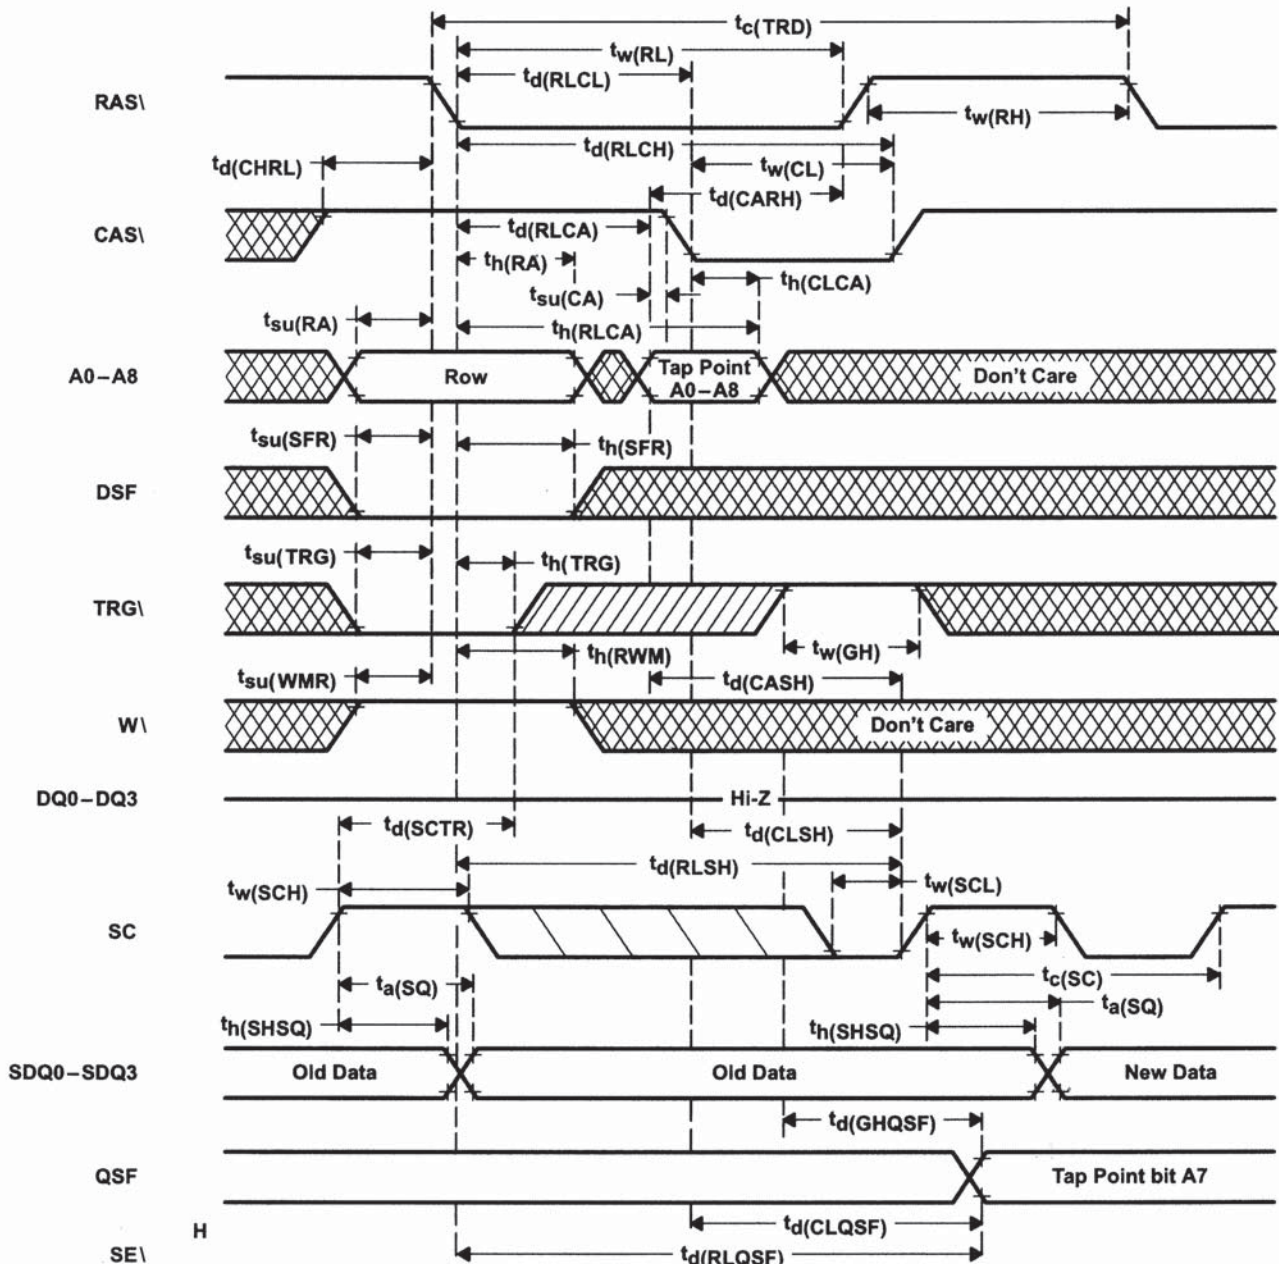 tc(TRD)
tw(RL)
td(RLCL)
RAS\
tw(RH)
td(RLCH)
td(CHRL)
tw(CL)
td(CARH)
CAS\
td(RLCA)
th(RA)
th(CLCA)
tsu(CA)
tsu(RA)
th(RLCA)
A0–A8
Row
Tap Point
A0–A8
Don't Care
tsu(SFR)
th(SFR)
DSF
tsu(TRG)
th(TRG)
TRG\
tw(GH)
th(RWM)
tsu(WMR)
td(CASH)
W\
Don't Care
DQ0–DQ3
Hi-Z
td(SCTR)
td(CLSH)
td(RLSH)
tw(SCH)
tw(SCL)
SC
tw(SCH)
tc(SC)
ta(SQ)
ta(SQ)
th(SHSQ)
th(SHSQ)
SDQ0–SDQ3
Old Data
Old Data
New Data
td(GHQSF)
QSF
Tap Point bit A7
H
td(CLQSF)
SE\
td(RLQSF)